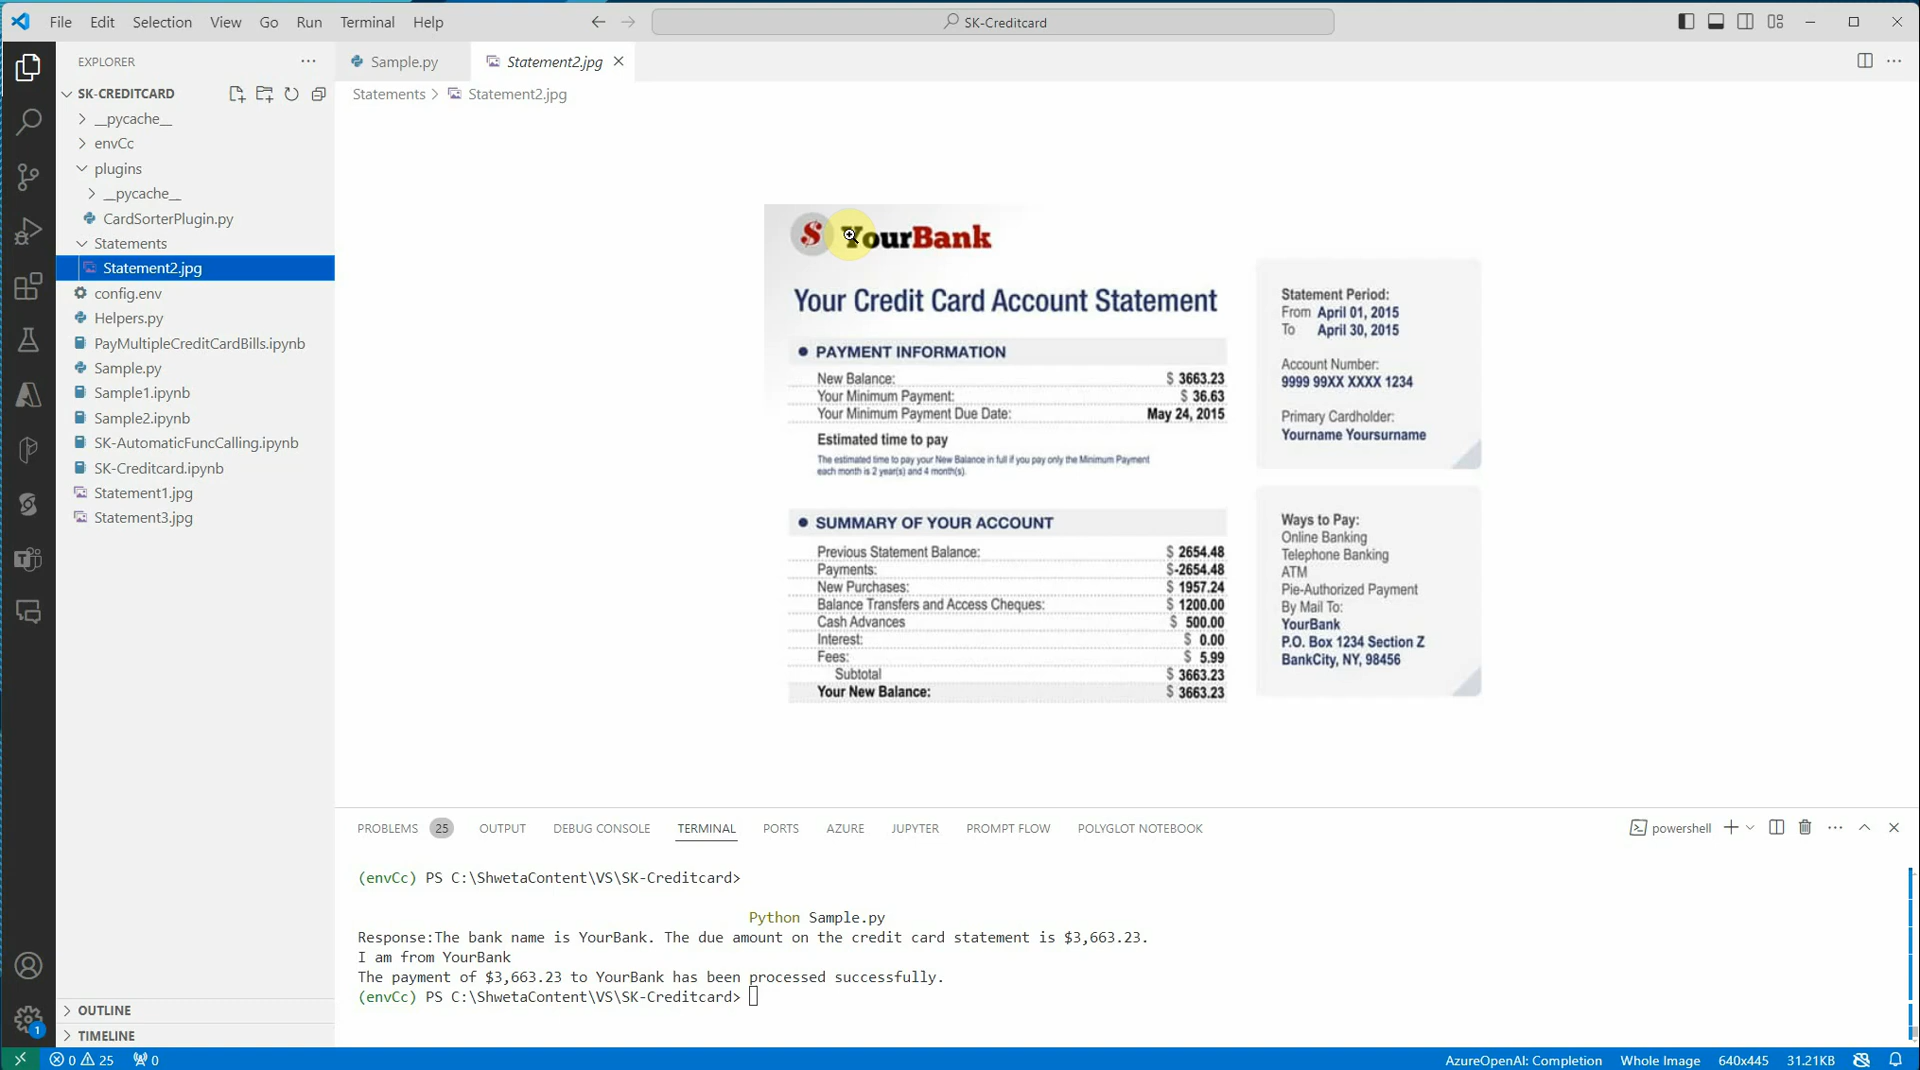 File Edit Selection View Go Run Terminal Help
SK-Creditcard
EXPLORER
SK-CREDITCARD
__pycache__
envCc
plugins
__pycache__
CardSorterPlugin.py
Statements
Statement2.jpg
config.env
Helpers.py
PayMultipleCreditCardBills.ipynb
Sample.py
Sample1.ipynb
Sample2.ipynb
SK-AutomaticFuncCalling.ipynb
SK-Creditcard.ipynb
Statement1.jpg
Statement3.jpg
OUTLINE
TIMELINE
Sample.py
Statement2.jpg
Statements > Statement2.jpg
$ YourBank
Your Credit Card Account Statement
PAYMENT INFORMATION
New Balance: $ 3663.23
Your Minimum Payment: $ 36.63
Your Minimum Payment Due Date: May 24, 2015
Estimated time to pay
The estimated time to pay your New Balance in full if you pay only the Minimum Payment
each month is 2 year(s) and 4 month(s).
SUMMARY OF YOUR ACCOUNT
Previous Statement Balance: $ 2654.48
Payments: $-2654.48
New Purchases: $ 1957.24
Balance Transfers and Access Cheques: $ 1200.00
Cash Advances $ 500.00
Interest: $ 0.00
Fees: $ 5.99
Subtotal $ 3663.23
Your New Balance: $ 3663.23
Statement Period:
From April 01, 2015
To April 30, 2015
Account Number:
9999 99XX XXXX 1234
Primary Cardholder:
Yourname Yoursurname
Ways to Pay:
Online Banking
Telephone Banking
ATM
Pie-Authorized Payment
By Mail To:
YourBank
P.O. Box 1234 Section Z
BankCity, NY, 98456
PROBLEMS 25 OUTPUT DEBUG CONSOLE TERMINAL PORTS AZURE JUPYTER PROMPT FLOW POLYGLOT NOTEBOOK
powershell
(envCc) PS C:\ShwetaContent\VS\SK-Creditcard>
Python Sample.py
Response:The bank name is YourBank. The due amount on the credit card statement is $3,663.23.
I am from YourBank
The payment of $3,663.23 to YourBank has been processed successfully.
(envCc) PS C:\ShwetaContent\VS\SK-Creditcard>
1
0 25 0
AzureOpenAI: Completion Whole Image 640x445 31.21KB